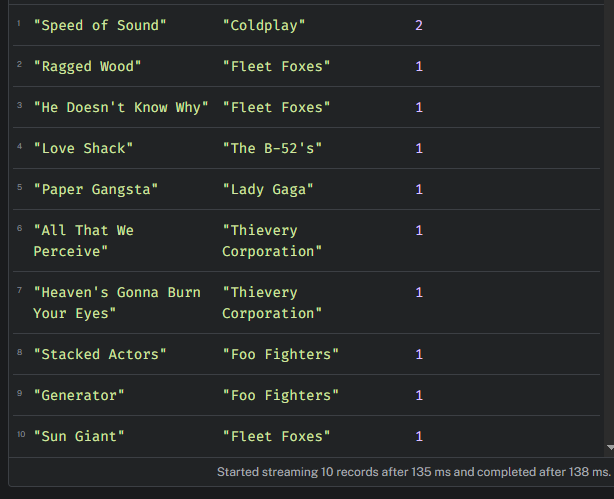 1 "Speed of Sound" "Coldplay" 2
2 "Ragged Wood" "Fleet Foxes" 1
3 "He Doesn't Know Why" "Fleet Foxes" 1
4 "Love Shack" "The B-52's" 1
5 "Paper Gangsta" "Lady Gaga" 1
6 "All That We "Thievery 1
Perceive" Corporation"
7 "Heaven's Gonna Burn "Thievery 1
Your Eyes" Corporation"
8 "Stacked Actors" "Foo Fighters" 1
9 "Generator" "Foo Fighters" 1
10 "Sun Giant" "Fleet Foxes" 1
Started streaming 10 records after 135 ms and completed after 138 ms.